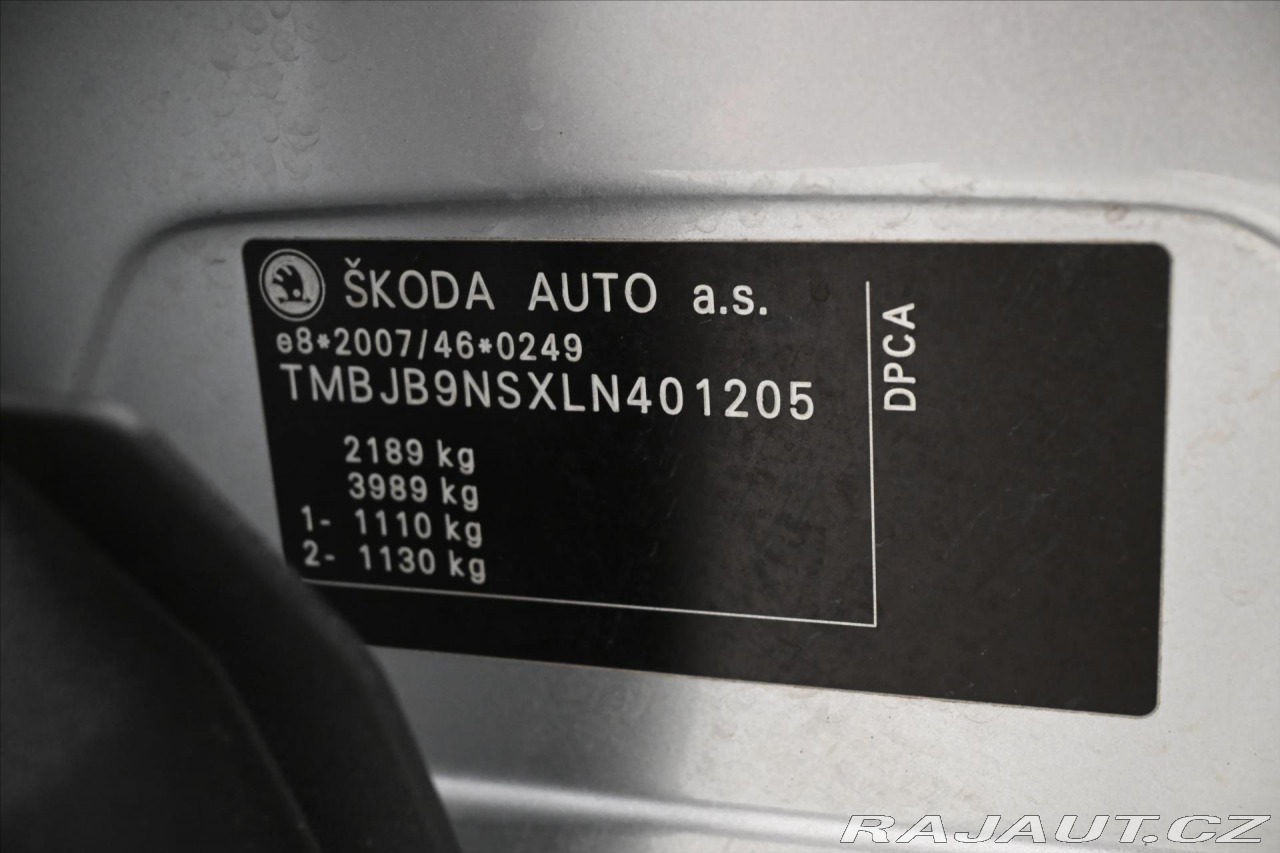 ŠKODA AUTO a.s.
e8*2007/46*0249
TMBJB9NSXLN401205
2189 kg
3989 kg
1- 1110 kg
2- 1130 kg
DPCA
RAJAUT.CZ